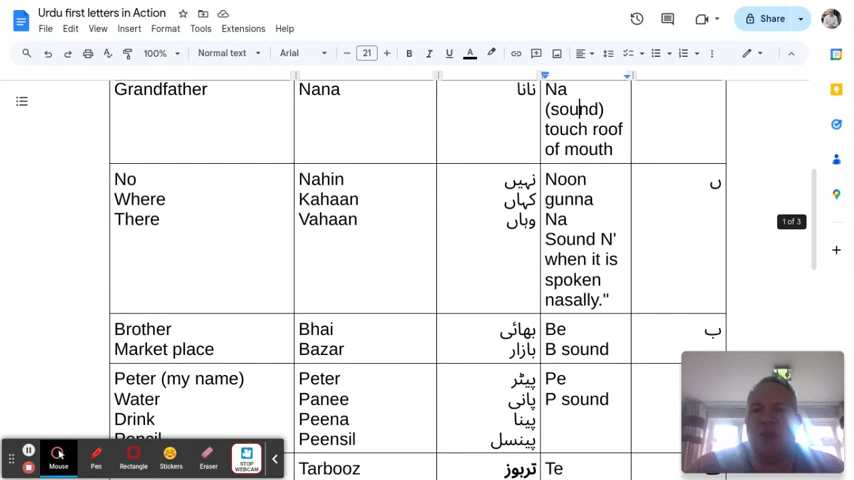 Urdu first letters in Action
File Edit View Insert Format Tools Extensions Help
Share
100% Normal text Arial 21
Grandfather Nana نانا Na
(sound)
touch roof
of mouth
No Nahin نہیں Noon ں
Where Kahaan کہاں gunna
There Vahaan وہاں Na
Sound N'
when it is
spoken
nasally."
1 of 3
Brother Bhai بھائی Be ب
Market place Bazar بازار B sound
Peter (my name) Peter پیٹر Pe
Water Panee پانی P sound
Drink Peena پینا
Pencil Peensil پینسل
Tarbooz تربوز Te
Mouse Pen Rectangle Stickers Eraser STOP WEBCAM